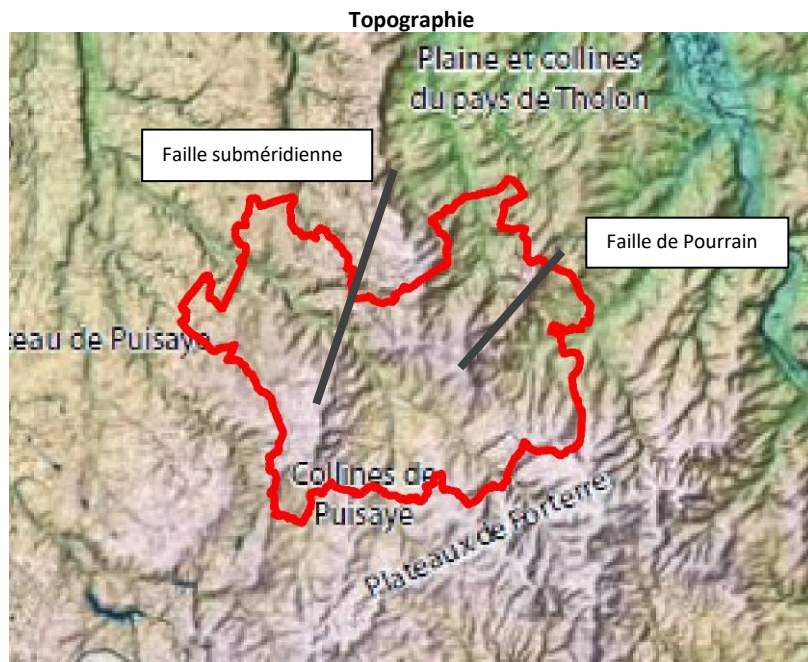 Topographie
Plaine et collines
du pays de Tholon
Faille subméridienne
Faille de Pourrain
teau de Puisaye
Collines de
Puisaye
Plateaux de Forterre